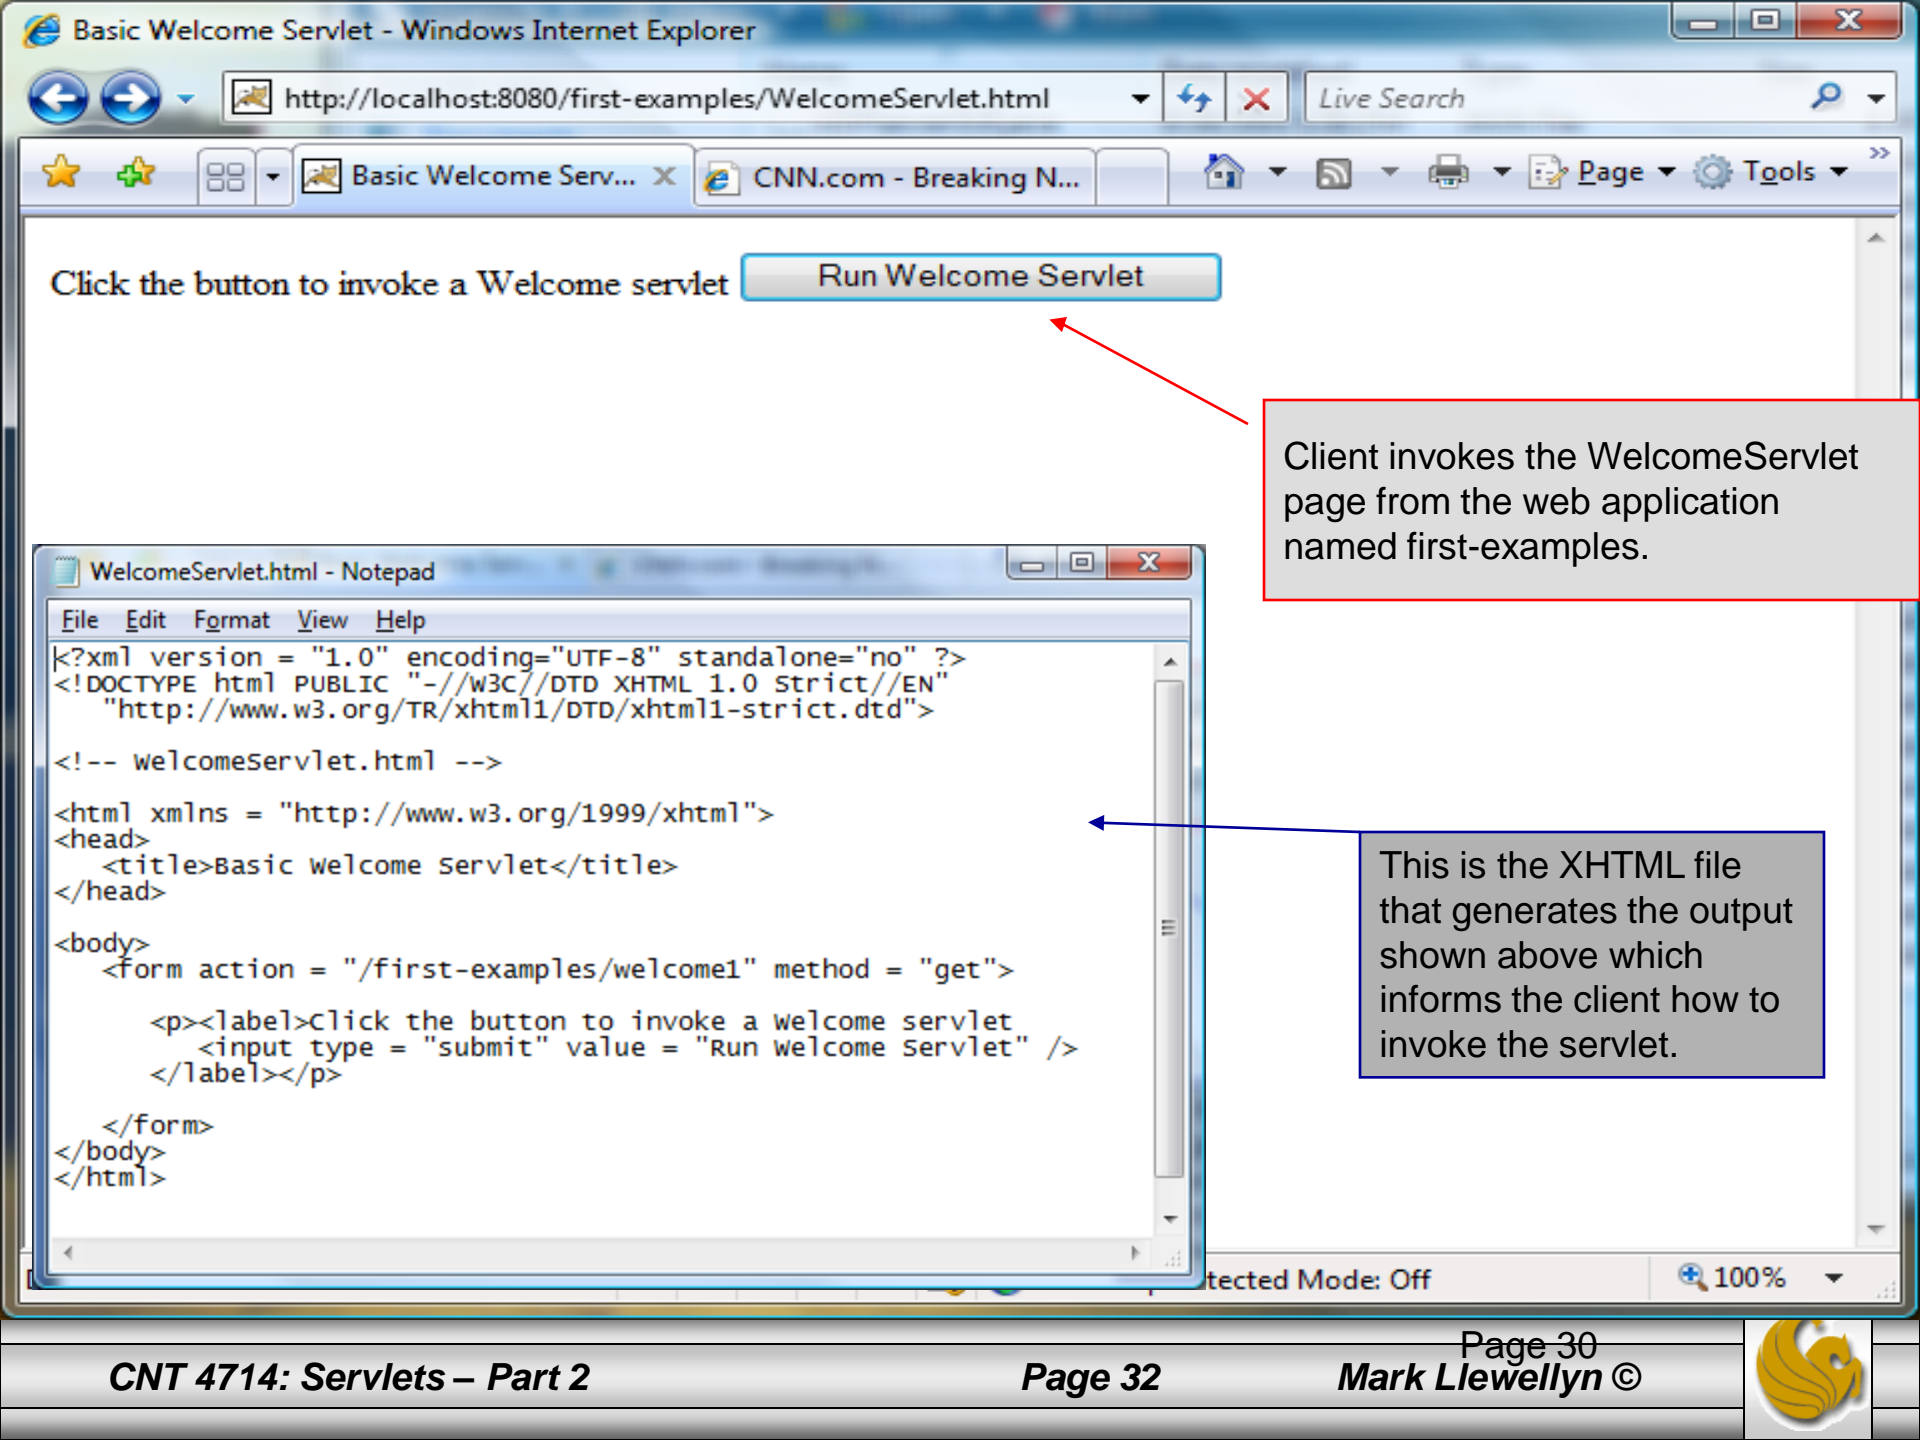 Basic Welcome Servlet - Windows Internet Explorer
http://localhost:8080/first-examples/WelcomeServlet.html
Live Search
Basic Welcome Serv...
CNN.com - Breaking N...
Page
Tools
Click the button to invoke a Welcome servlet
Run Welcome Servlet
Client invokes the WelcomeServlet
page from the web application
named first-examples.
WelcomeServlet.html - Notepad
File Edit Format View Help
<?xml version = "1.0" encoding="UTF-8" standalone="no" ?>
<!DOCTYPE html PUBLIC "-//W3C//DTD XHTML 1.0 Strict//EN"
"http://www.w3.org/TR/xhtml1/DTD/xhtml1-strict.dtd">
<!-- WelcomeServlet.html -->
<html xmlns = "http://www.w3.org/1999/xhtml">
<head>
<title>Basic Welcome Servlet</title>
</head>
<body>
<form action = "/first-examples/welcome1" method = "get">
<p><label>Click the button to invoke a Welcome servlet
<input type = "submit" value = "Run Welcome Servlet" />
</label></p>
</form>
</body>
</html>
This is the XHTML file
that generates the output
shown above which
informs the client how to
invoke the servlet.
Mode: Off
100%
Page 30
CNT 4714: Servlets – Part 2
Page 32
Mark Llewellyn ©